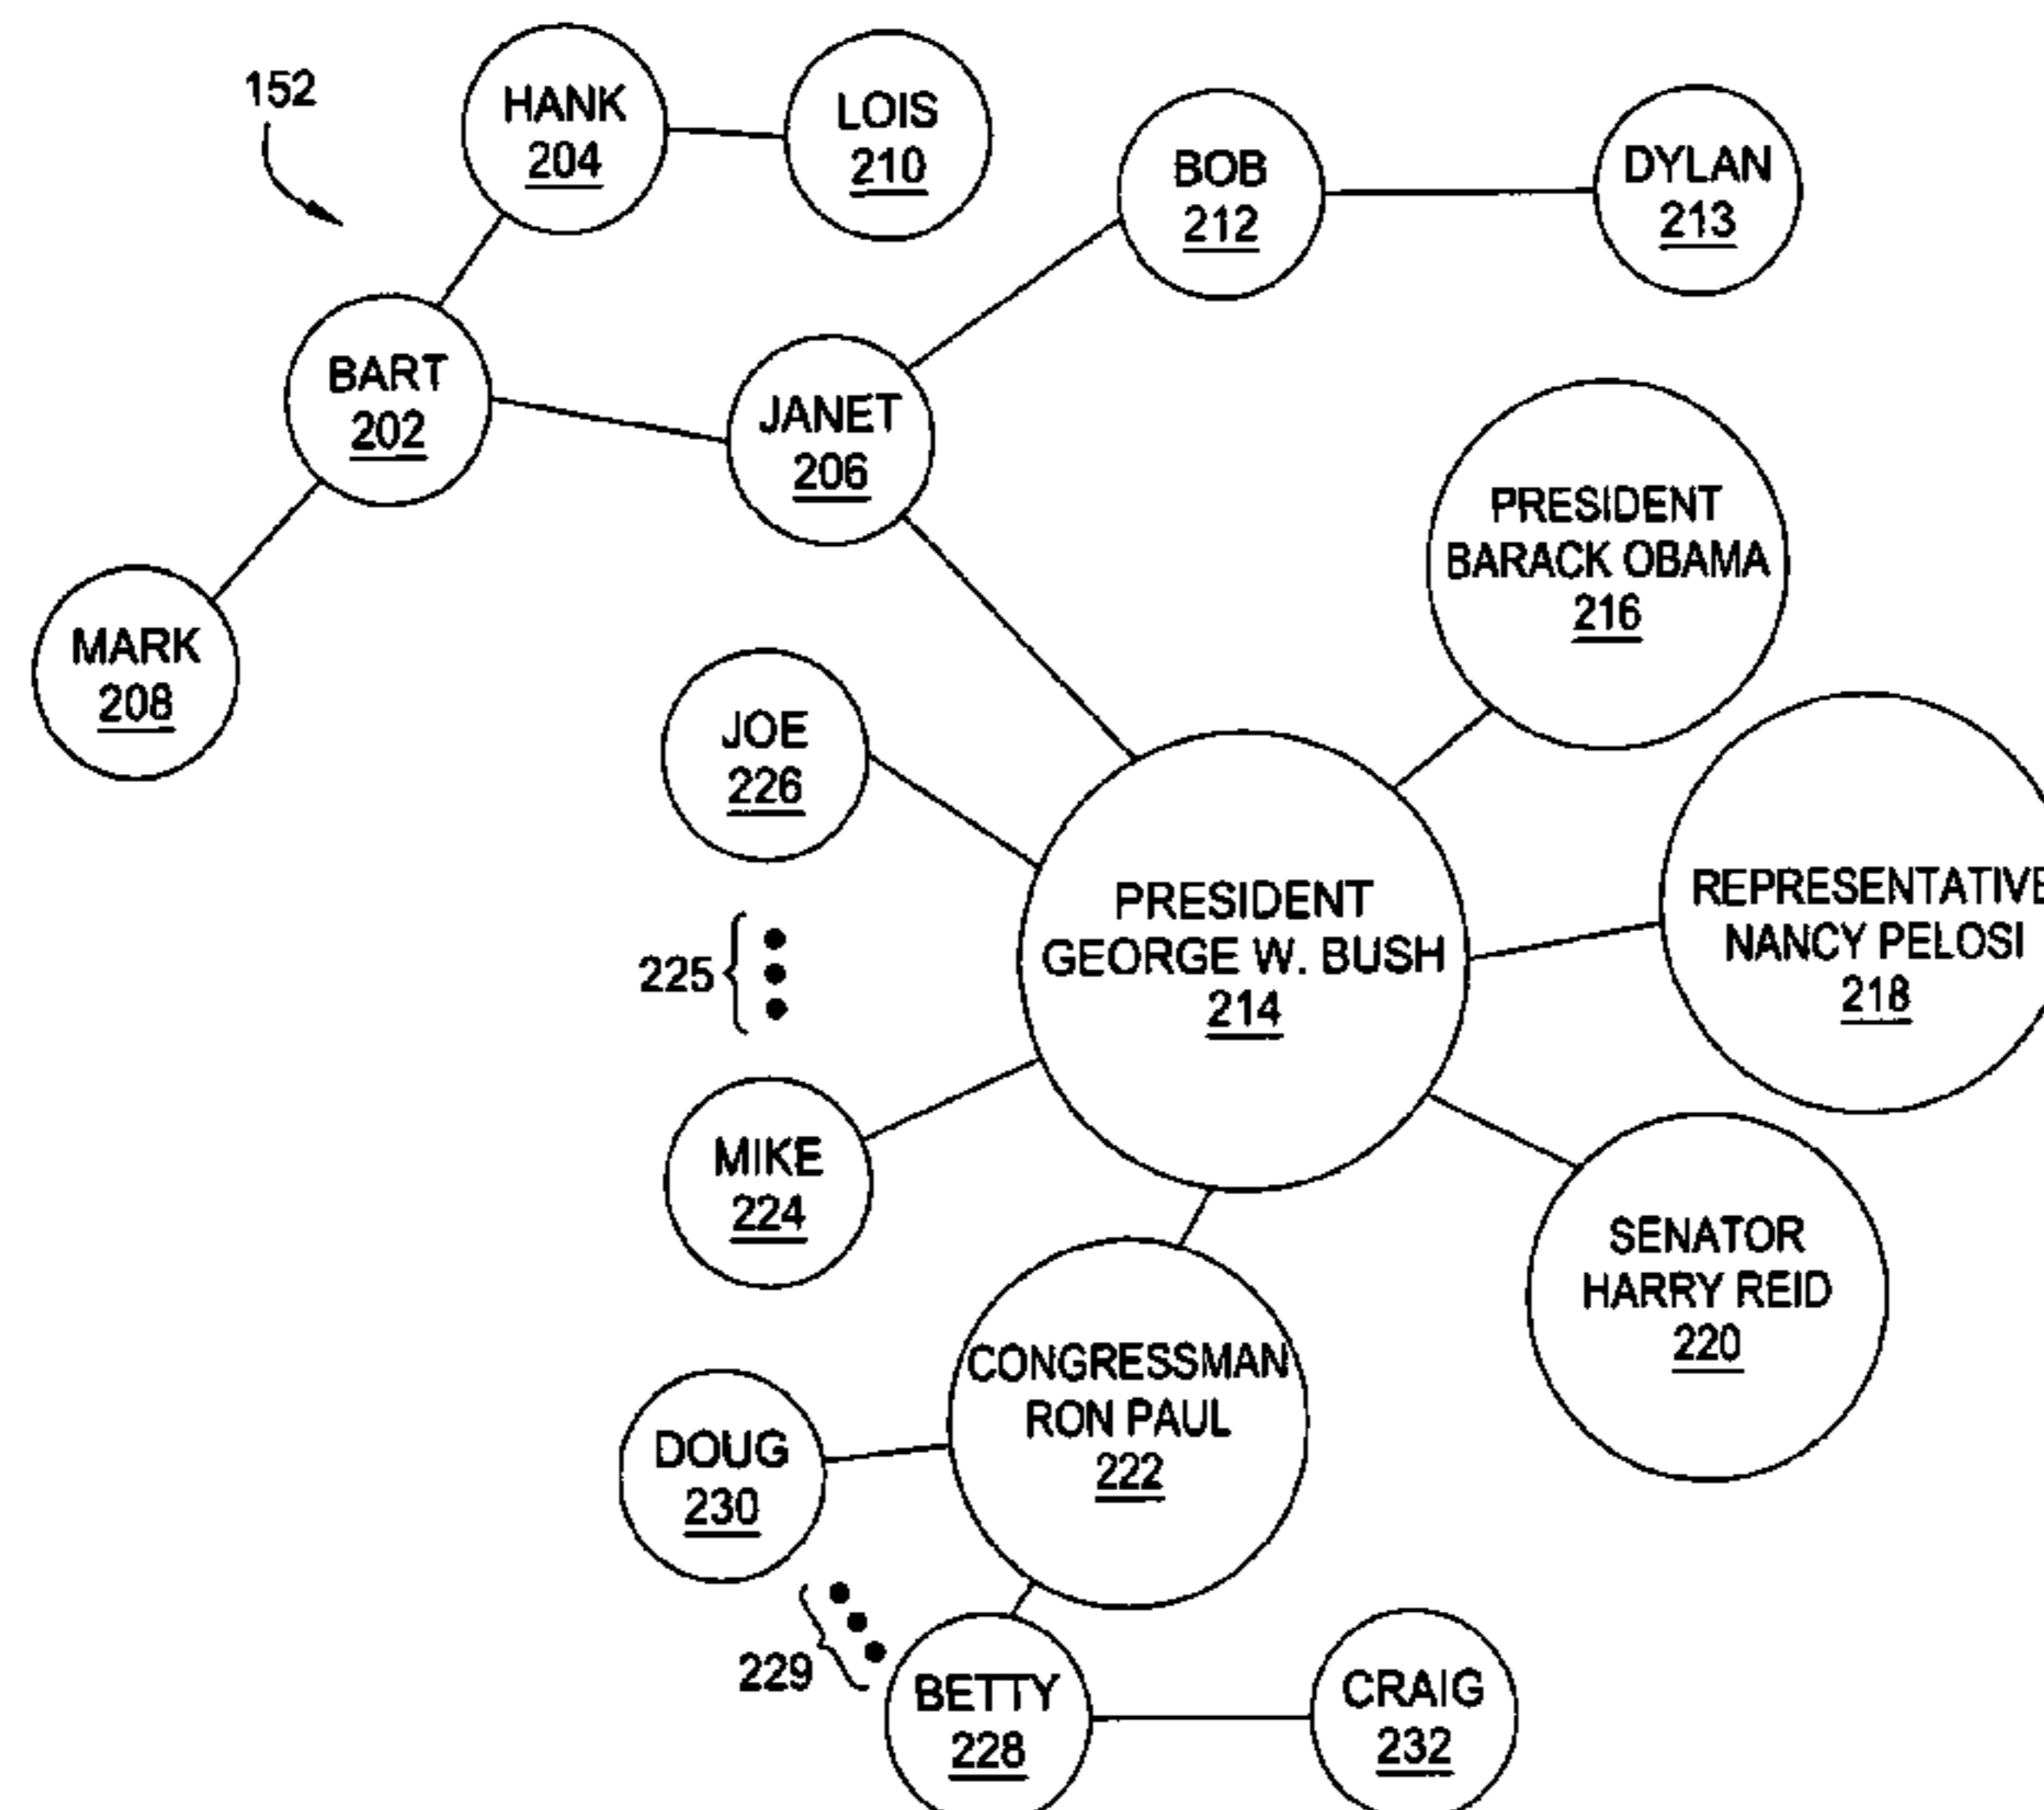 152
HANK
204
LOIS
210
BOB
212
DYLAN
213
BART
202
JANET
206
PRESIDENT
BARACK OBAMA
216
MARK
208
JOE
226
PRESIDENT
GEORGE W. BUSH
214
REPRESENTATIVE
NANCY PELOSI
218
225
MIKE
224
SENATOR
HARRY REID
220
CONGRESSMAN
RON PAUL
222
DOUG
230
229
BETTY
228
CRAIG
232